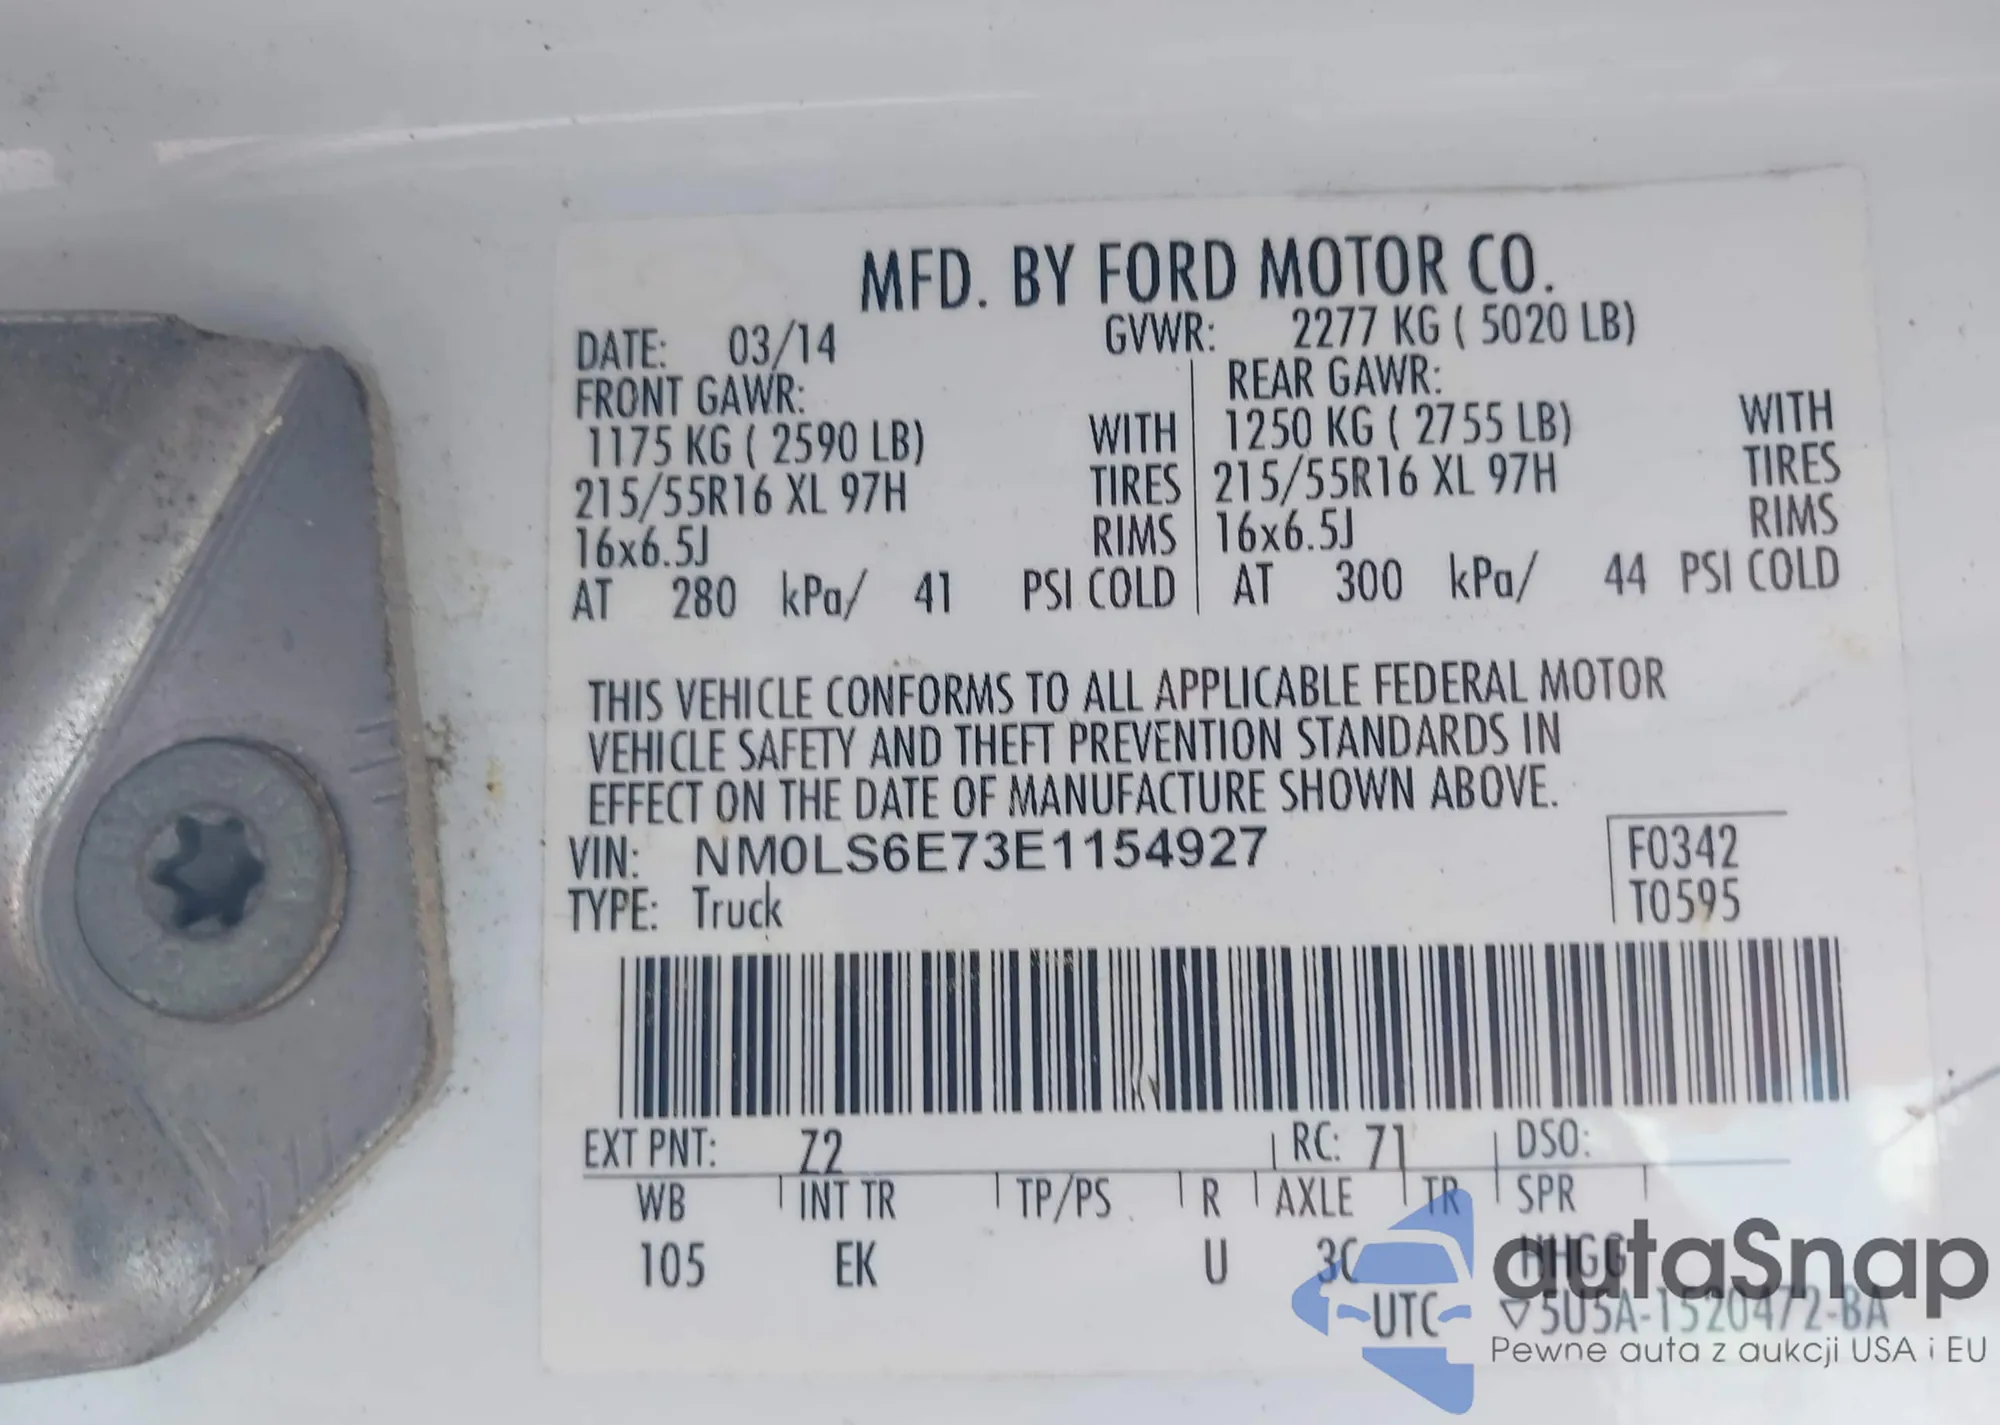 MFD. BY FORD MOTOR CO.
DATE: 03/14 GVWR: 2277 KG ( 5020 LB)
FRONT GAWR: REAR GAWR:
1175 KG ( 2590 LB) WITH 1250 KG ( 2755 LB) WITH
215/55R16 XL 97H TIRES 215/55R16 XL 97H TIRES
16x6.5J RIMS 16x6.5J RIMS
AT 280 kPa/ 41 PSI COLD AT 300 kPa/ 44 PSI COLD
THIS VEHICLE CONFORMS TO ALL APPLICABLE FEDERAL MOTOR
VEHICLE SAFETY AND THEFT PREVENTION STANDARDS IN
EFFECT ON THE DATE OF MANUFACTURE SHOWN ABOVE.
VIN: NM0LS6E73E1154927 F0342
TYPE: Truck T0595
EXT PNT: Z2 RC: 71 DSO:
WB INT TR TP/PS R AXLE TR SPR
105 EK U HHGG
UTC ▽5U5A-1520472-BA
autaSnap
Pewne auta z aukcji USA i EU